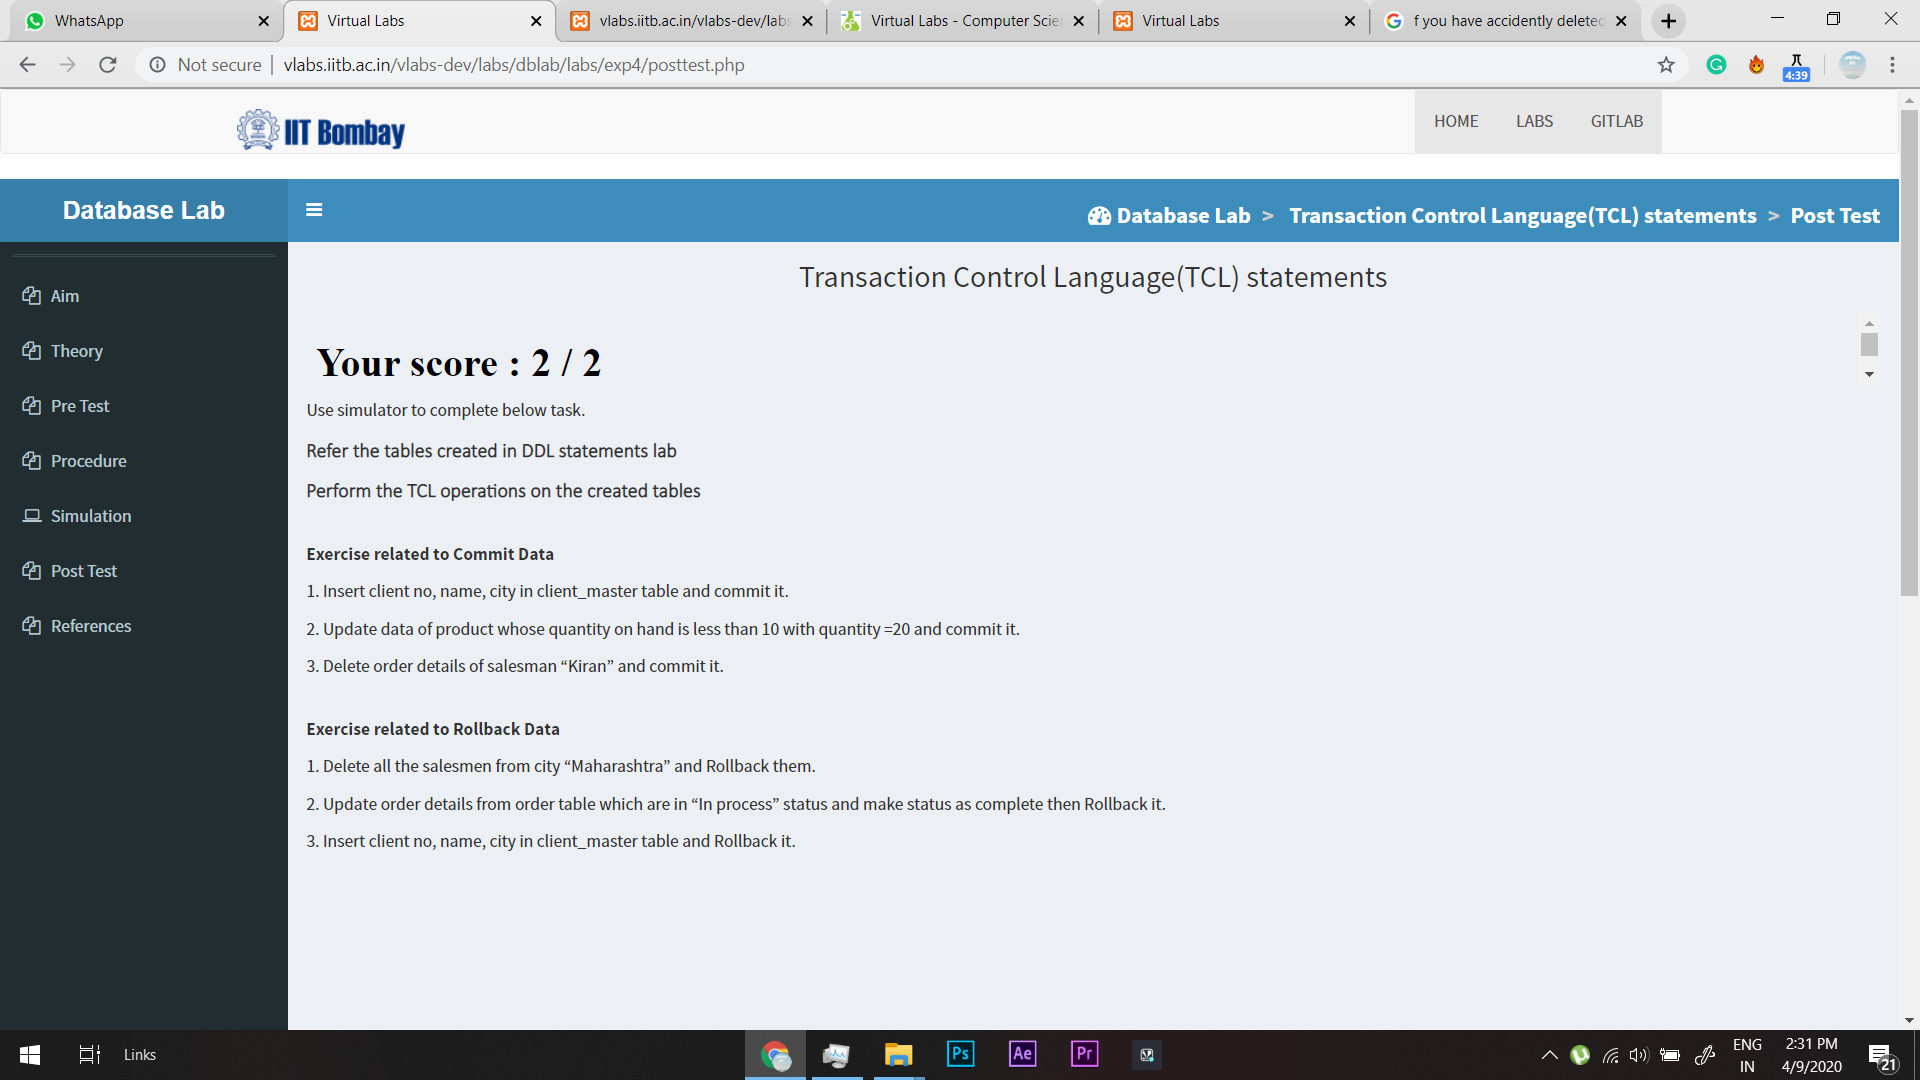 WhatsApp
Virtual Labs
vlabs.iitb.ac.in/vlabs-dev/labs
Virtual Labs - Computer Scie
Virtual Labs
f you have accidently deleted
Not secure
vlabs.iitb.ac.in/vlabs-dev/labs/dblab/labs/exp4/posttest.php
4:39
IIT Bombay
HOME
LABS
GITLAB
Database Lab
Database Lab > Transaction Control Language(TCL) statements > Post Test
Aim
Theory
Pre Test
Procedure
Simulation
Post Test
References
Transaction Control Language(TCL) statements
Your score : 2 / 2
Use simulator to complete below task.
Refer the tables created in DDL statements lab
Perform the TCL operations on the created tables
Exercise related to Commit Data
1. Insert client no, name, city in client_master table and commit it.
2. Update data of product whose quantity on hand is less than 10 with quantity =20 and commit it.
3. Delete order details of salesman “Kiran” and commit it.
Exercise related to Rollback Data
1. Delete all the salesmen from city “Maharashtra” and Rollback them.
2. Update order details from order table which are in “In process” status and make status as complete then Rollback it.
3. Insert client no, name, city in client_master table and Rollback it.
Links
Ps
Ae
Pr
ENG
IN
2:31 PM
4/9/2020
21